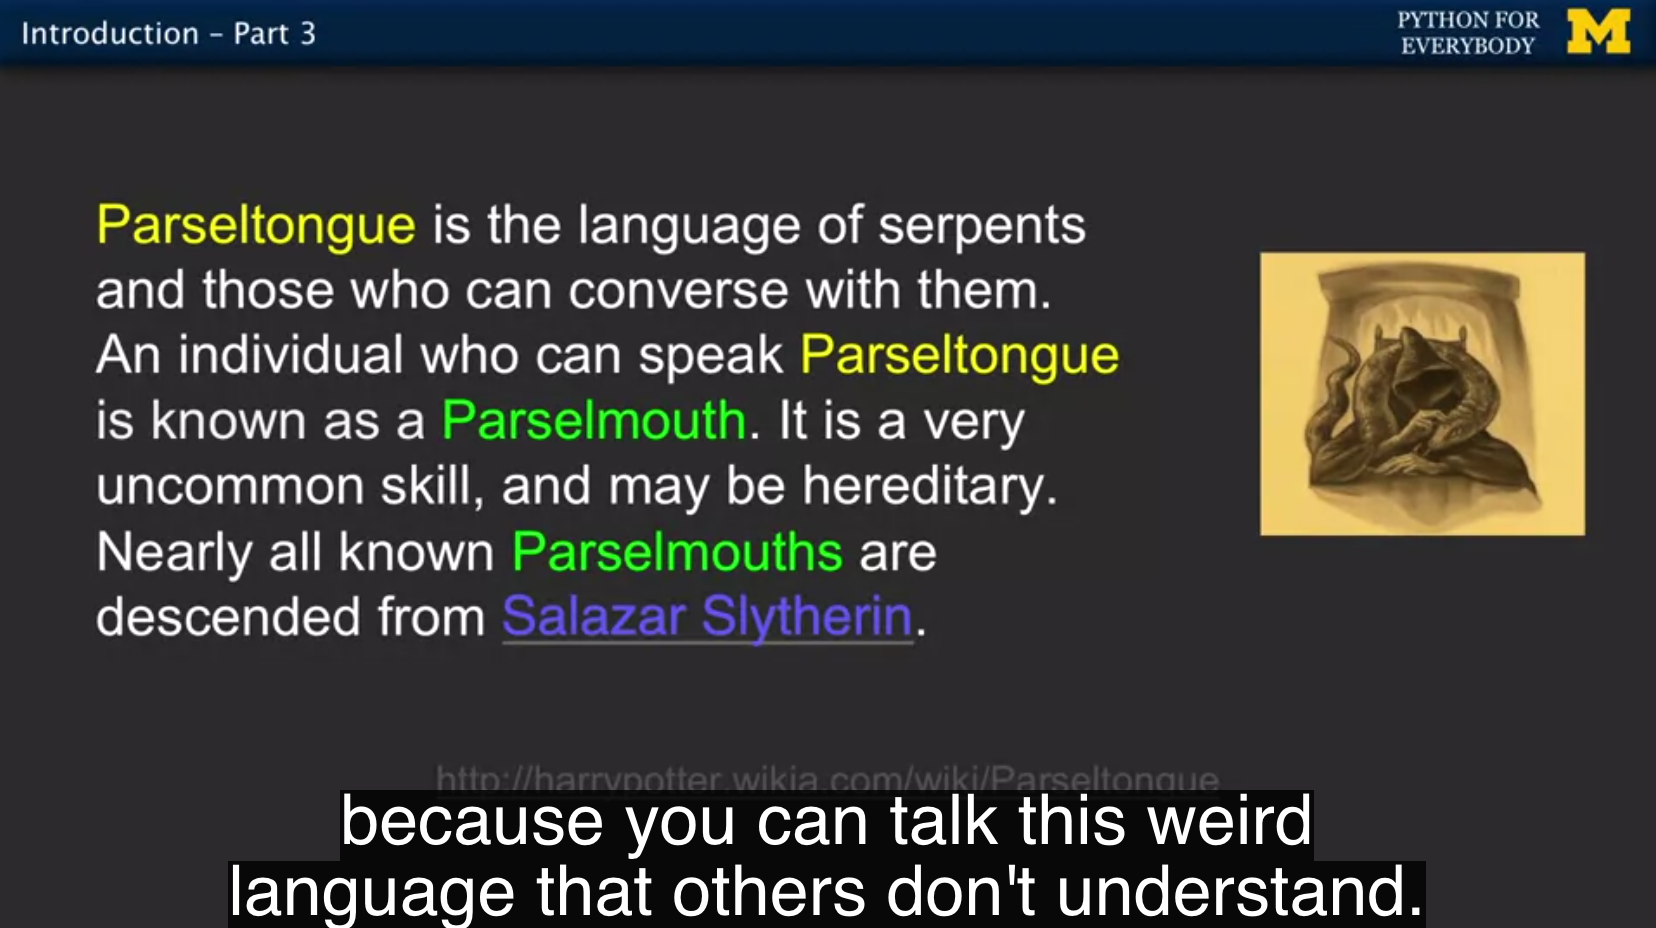 Introduction – Part 3
PYTHON FOR
EVERYBODY
M
Parseltongue is the language of serpents
and those who can converse with them.
An individual who can speak Parseltongue
is known as a Parselmouth. It is a very
uncommon skill, and may be hereditary.
Nearly all known Parselmouths are
descended from Salazar Slytherin.
http://harrypotter.wikia.com/wiki/Parseltongue
because you can talk this weird
language that others don't understand.